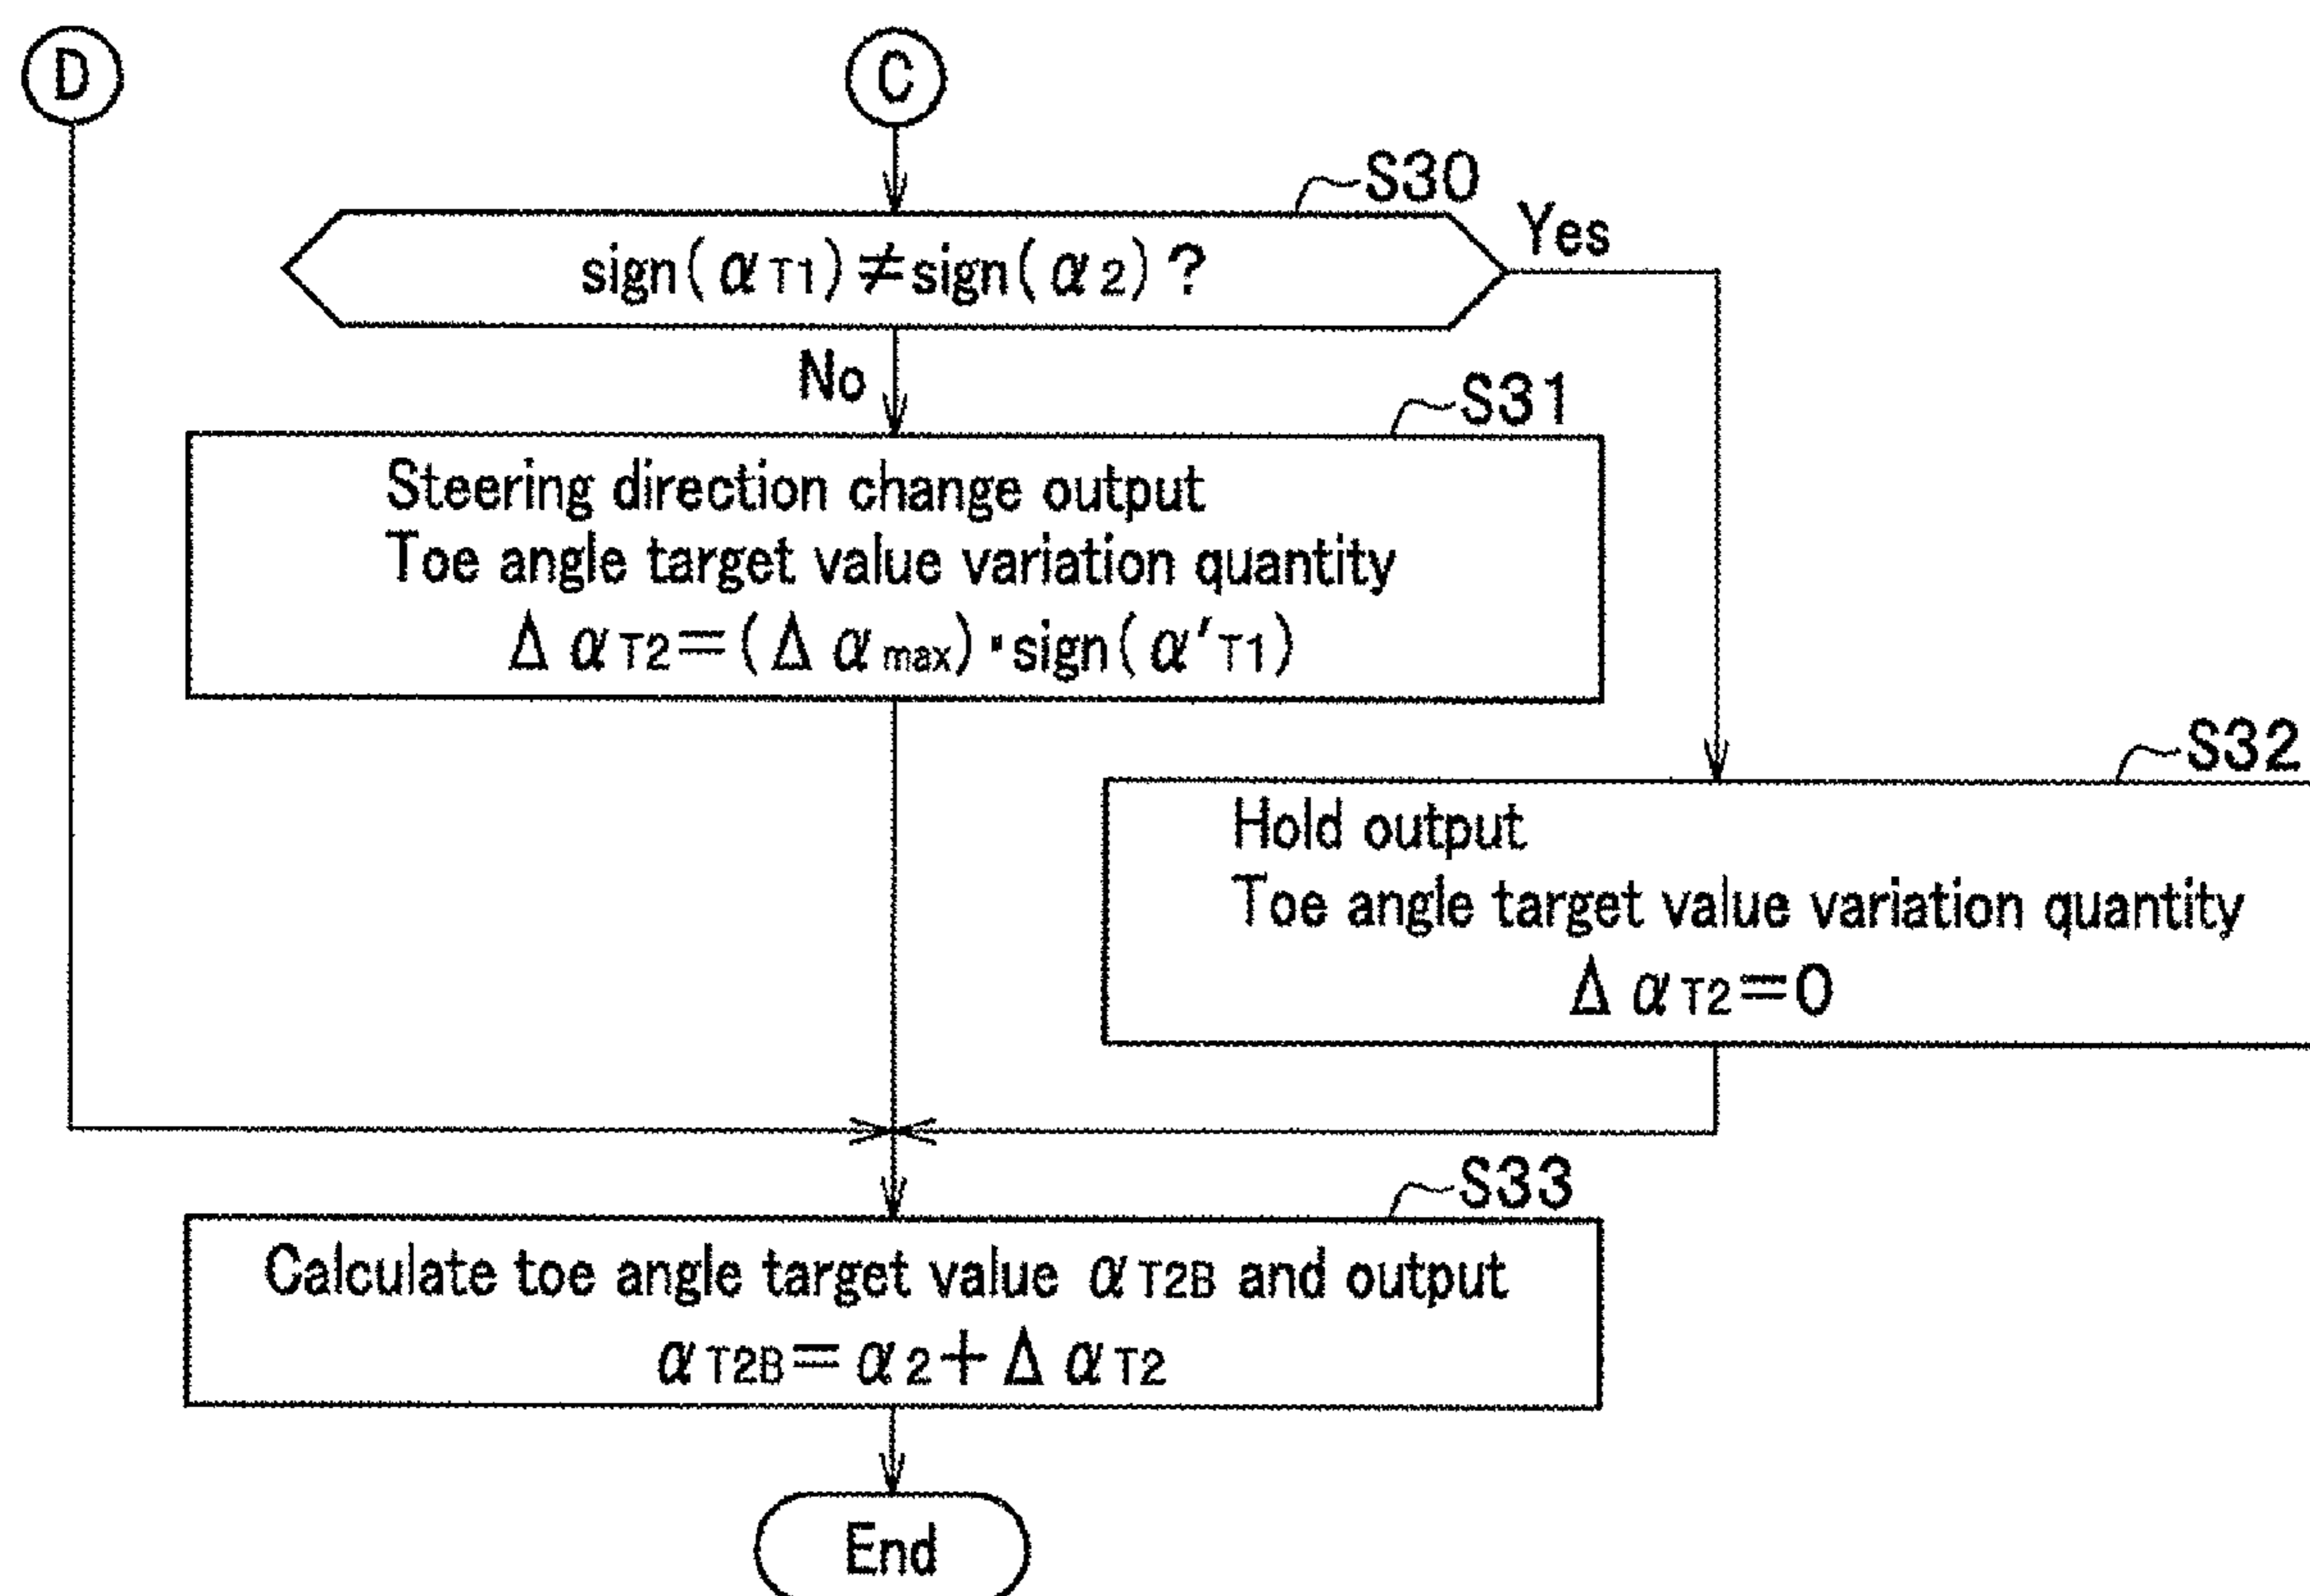 D
C
S30
sign(αT1)≠sign(α2)?
Yes
No
S31
Steering direction change output
Toe angle target value variation quantity
ΔαT2=(Δαmax)·sign(α'T1)
S32
Hold output
Toe angle target value variation quantity
ΔαT2=0
S33
Calculate toe angle target value αT2B and output
αT2B=α2+ΔαT2
End